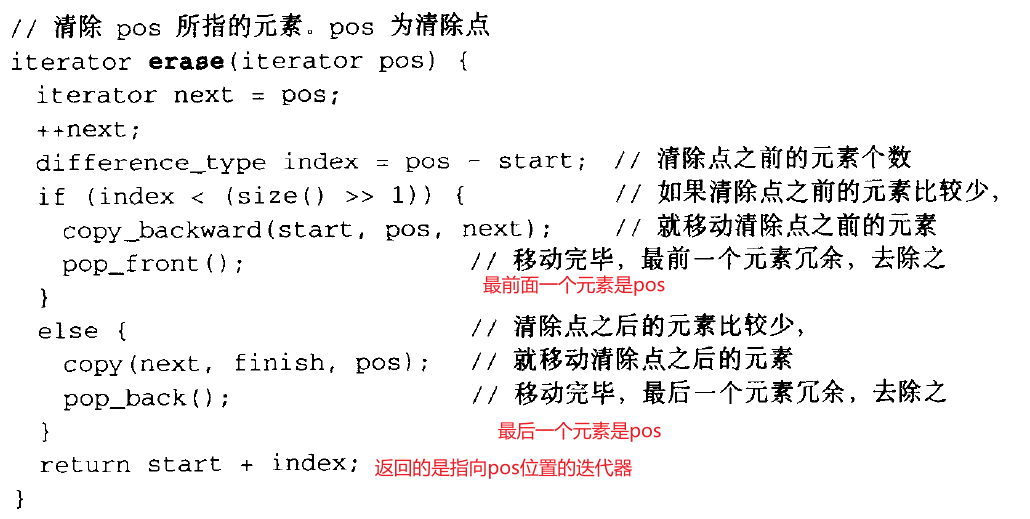 // 清除 pos 所指的元素。pos 为清除点
iterator erase(iterator pos) {
iterator next = pos;
++next;
difference_type index = pos - start; // 清除点之前的元素个数
if (index < (size() >> 1)) { // 如果清除点之前的元素比较少，
copy_backward(start, pos, next); // 就移动清除点之前的元素
pop_front(); // 移动完毕，最前一个元素冗余，去除之
最前面一个元素是pos
}
else { // 清除点之后的元素比较少，
copy(next, finish, pos); // 就移动清除点之后的元素
pop_back(); // 移动完毕，最后一个元素冗余，去除之
}
最后一个元素是pos
return start + index; 返回的是指向pos位置的迭代器
}